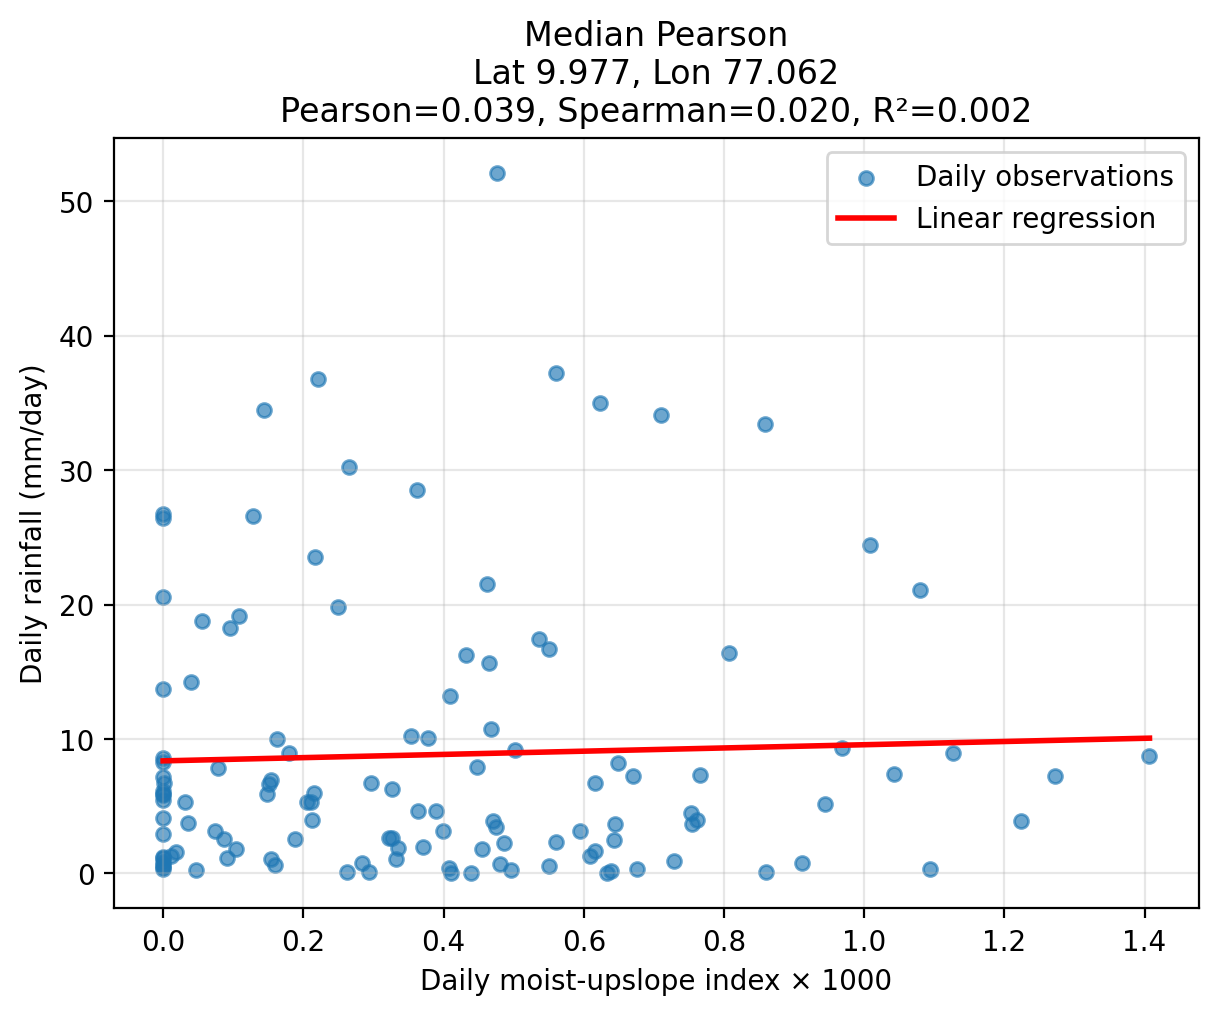 Median Pearson
Lat 9.977, Lon 77.062
Pearson=0.039, Spearman=0.020, R²=0.002
Daily observations
Linear regression
Daily rainfall (mm/day)
50
40
30
20
10
0
0.0 0.2 0.4 0.6 0.8 1.0 1.2 1.4
Daily moist-upslope index × 1000